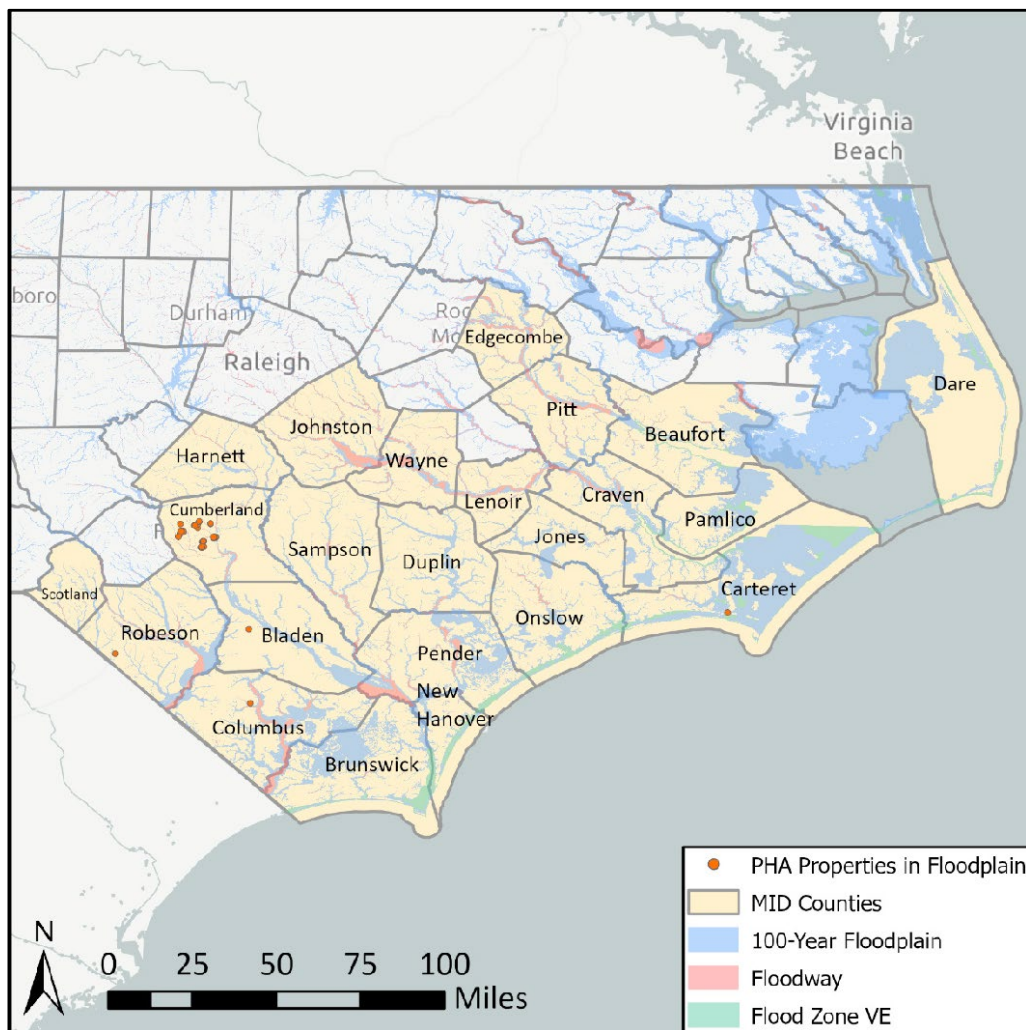 Virginia
Beach
boro
Durham
Roc
Mo
Edgecombe
Raleigh
Dare
Pitt
Johnston
Beaufort
Wayne
Harnett
Lenoir
Craven
Cumberland
Pamlico
Jones
Sampson
Duplin
Scotland
Carteret
Onslow
Robeson
Bladen
Pender
New
Hanover
Columbus
Brunswick
PHA Properties in Floodplain
MID Counties
100-Year Floodplain
Floodway
Flood Zone VE
N
0 25 50 75 100
Miles